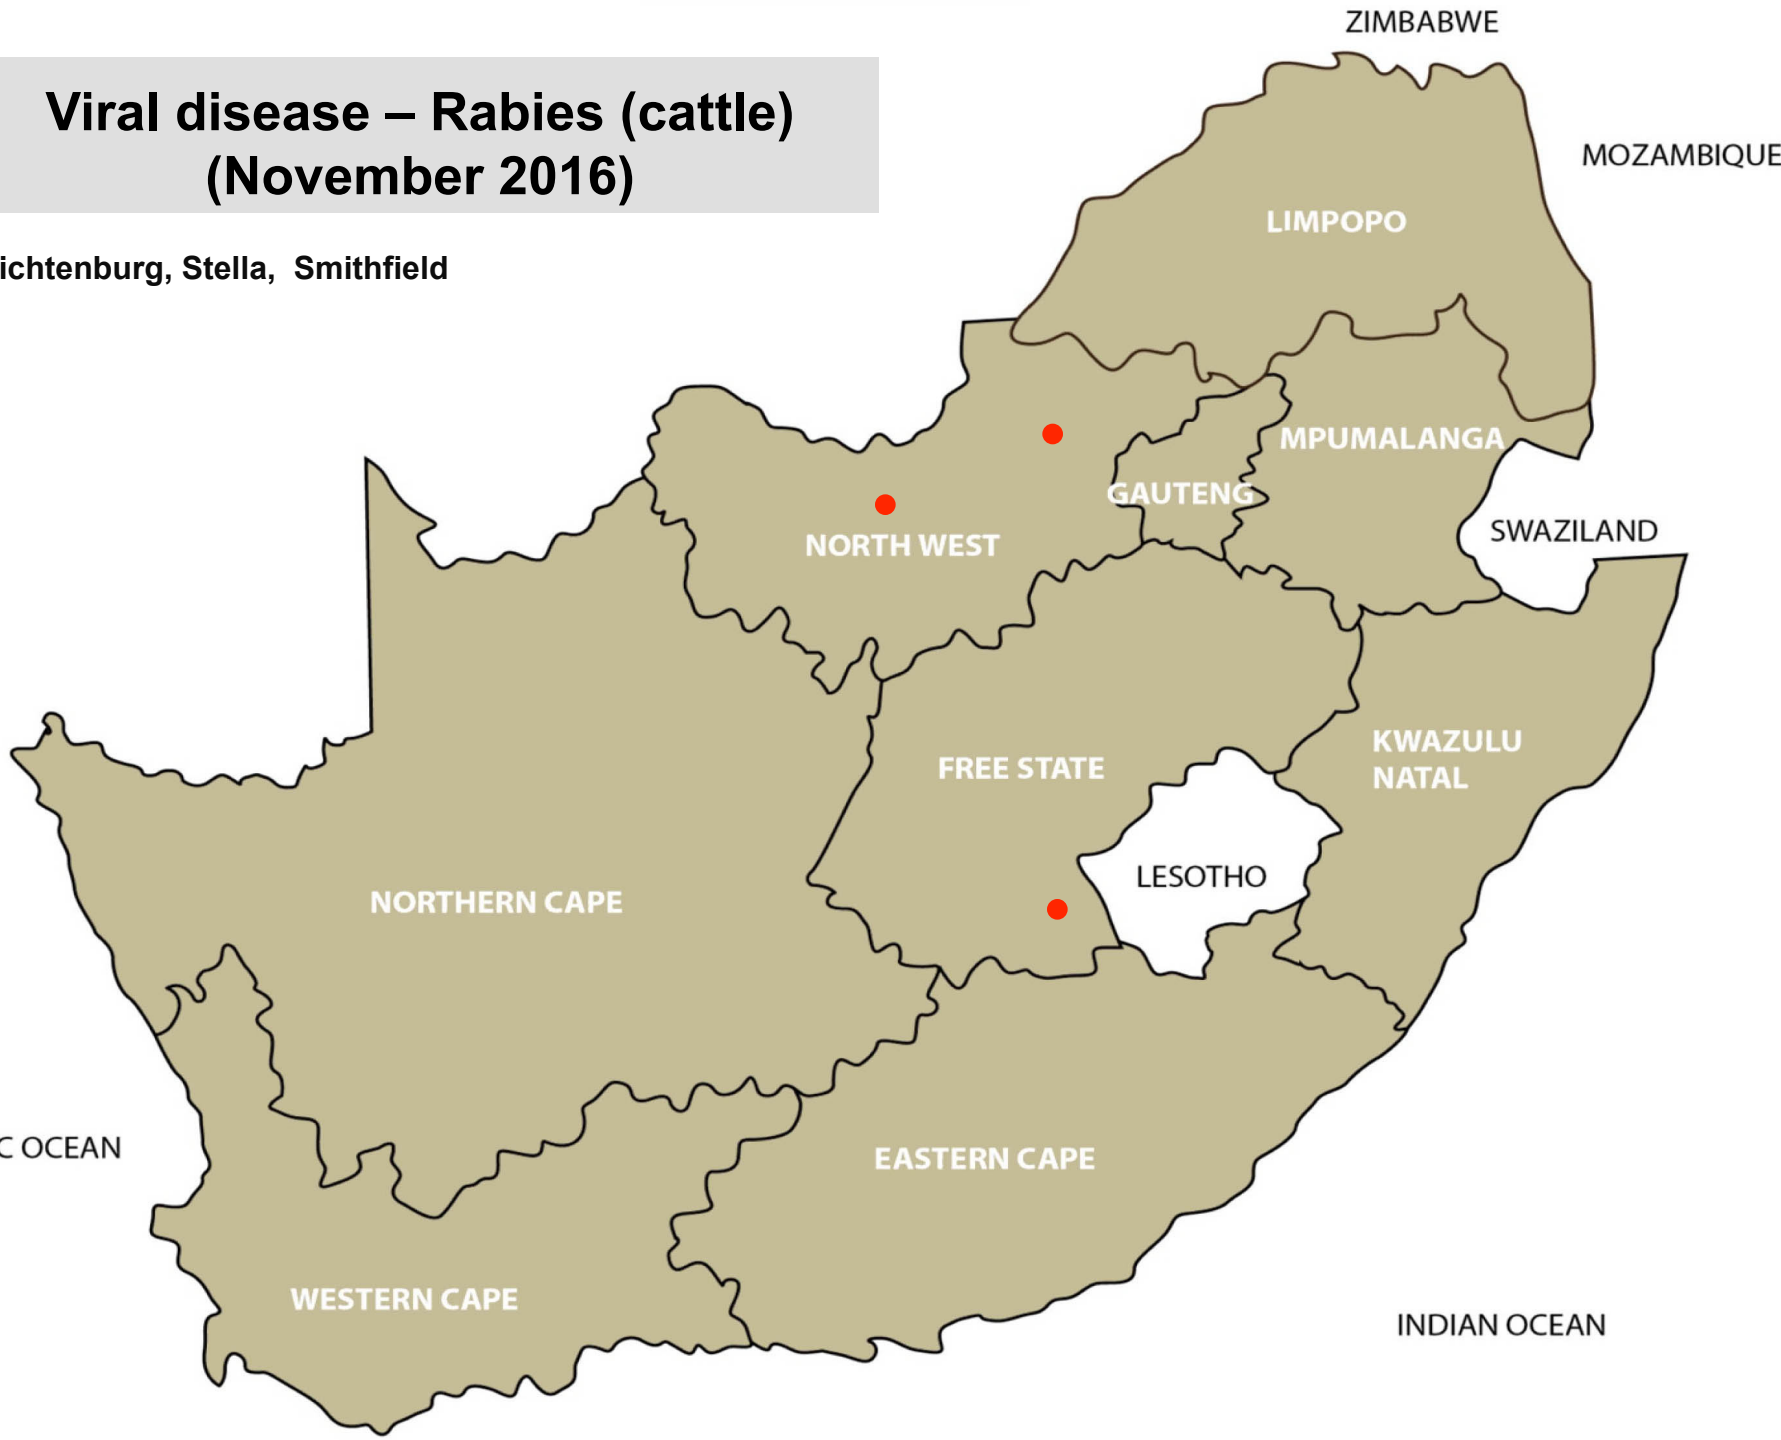 ZIMBABWE
Viral disease – Rabies (cattle)
(November 2016)
MOZAMBIQUE
LIMPOPO
ichtenburg, Stella,  Smithfield
MPUMALANGA
GAUTENG
SWAZILAND
NORTH WEST
KWAZULU
NATAL
FREE STATE
LESOTHO
NORTHERN CAPE
C OCEAN
EASTERN CAPE
WESTERN CAPE
INDIAN OCEAN